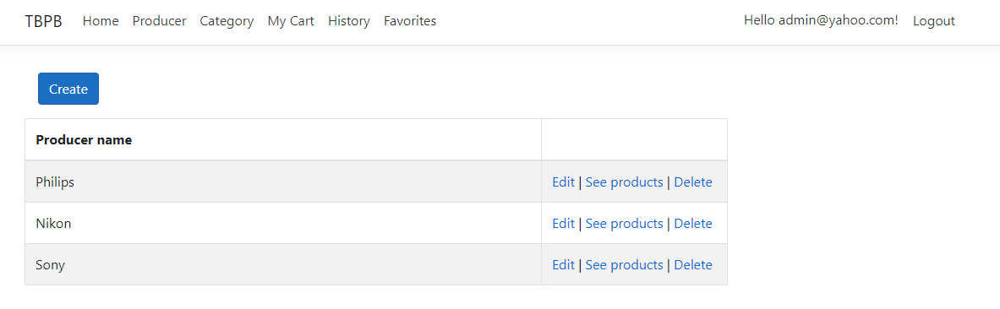 TBPB Home Producer Category My Cart History Favorites Hello admin@yahoo.com! Logout
Create
Producer name
Philips Edit | See products | Delete
Nikon Edit | See products | Delete
Sony Edit | See products | Delete